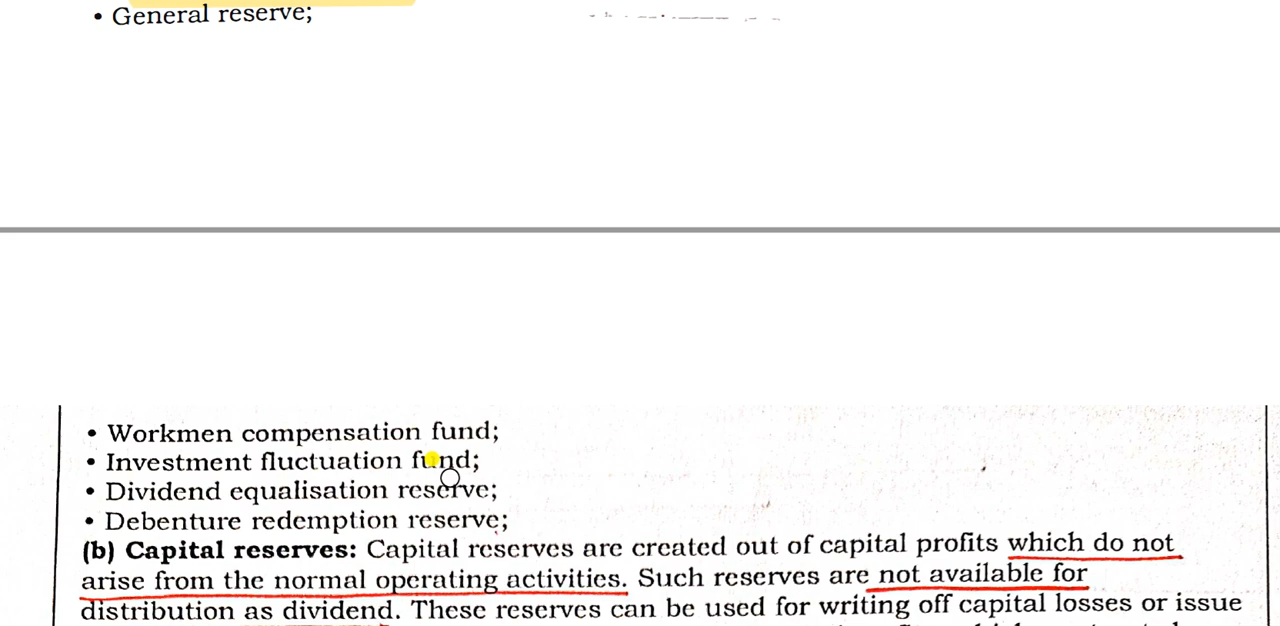 • General reserve;
• Workmen compensation fund;
• Investment fluctuation fund;
• Dividend equalisation reserve;
• Debenture redemption reserve;
(b) Capital reserves: Capital reserves are created out of capital profits which do not
arise from the normal operating activities. Such reserves are not available for
distribution as dividend. These reserves can be used for writing off capital losses or issue